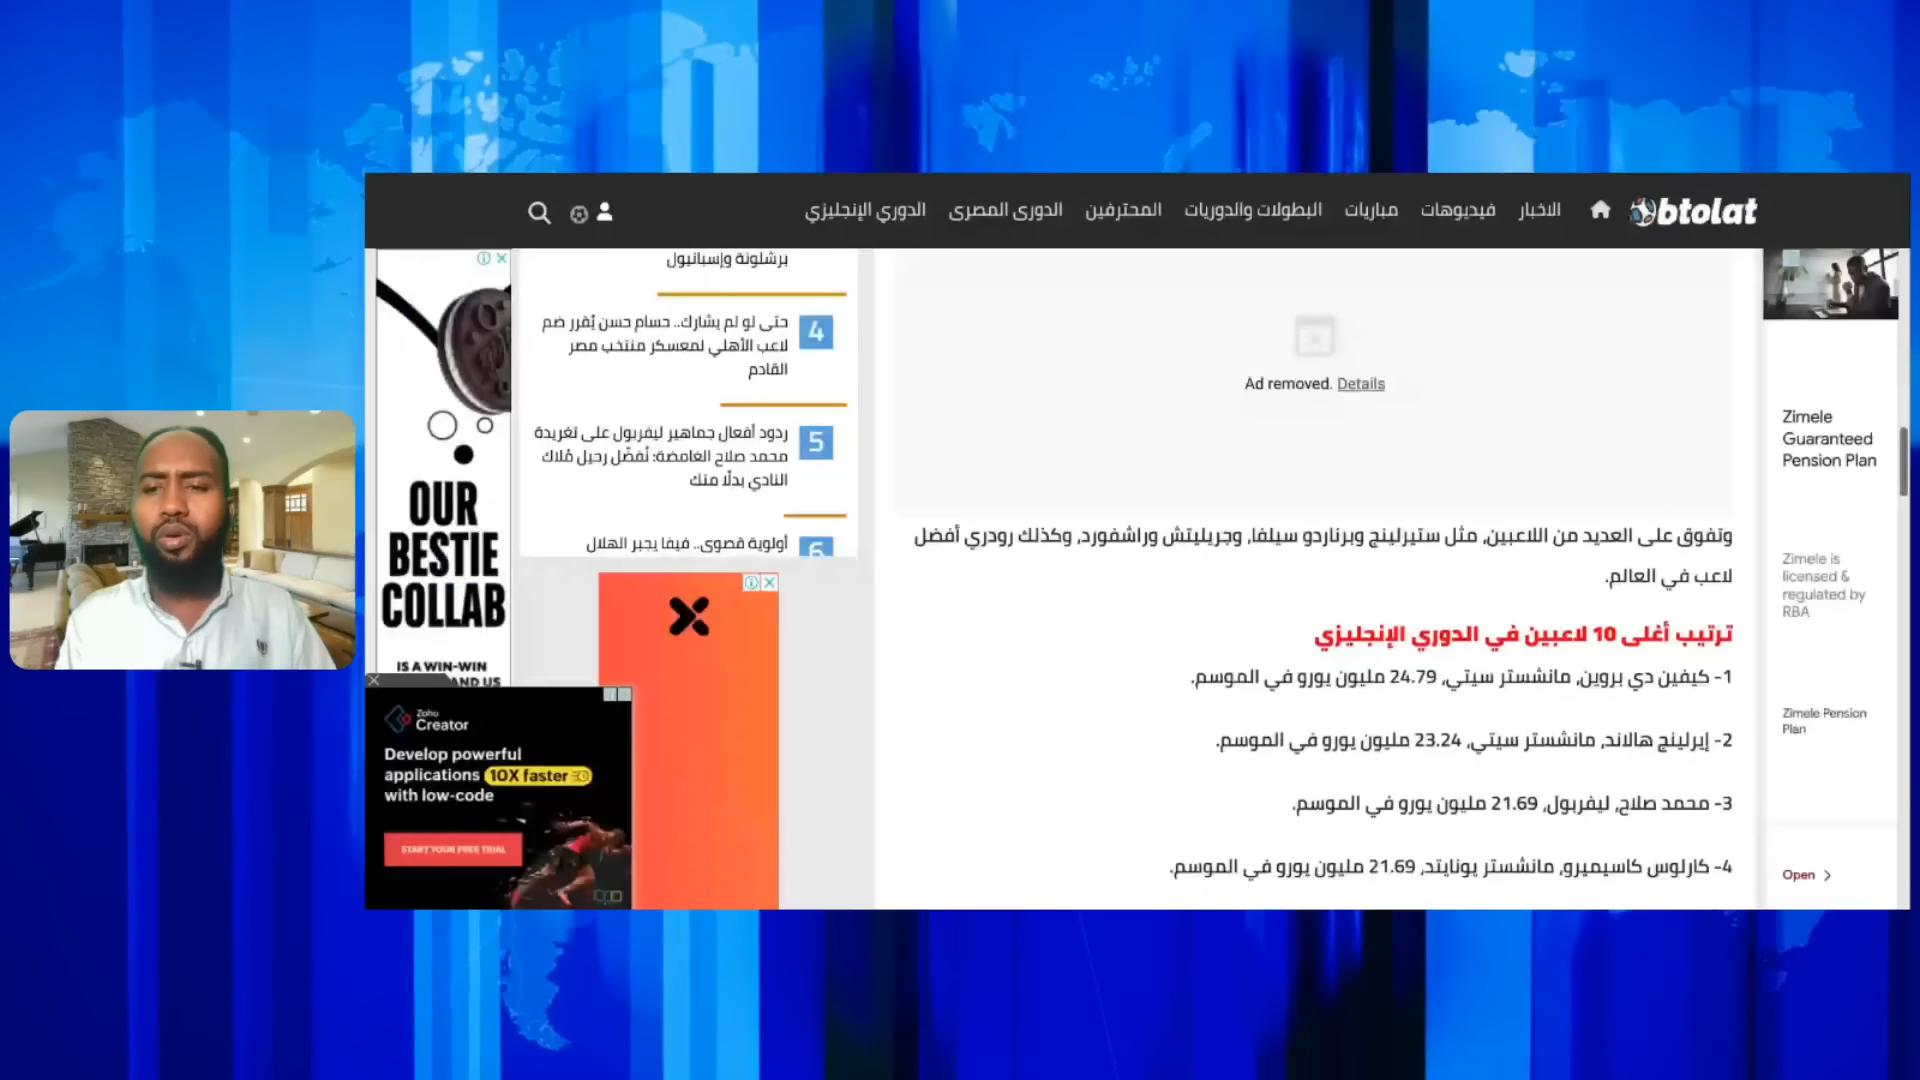 btolat
الاخبار
فيديوهات
مباريات
البطولات والدوريات
المحترفين
الدورى المصرى
الدوري الإنجليزي
Ad removed. Details
وتفوق على العديد من اللاعبين، مثل ستيرلينج وبرناردو سيلفا، وجريليتش وراشفورد، وكذلك رودري أفضل
لاعب في العالم.
ترتيب أغلى 10 لاعبين في الدوري الإنجليزي
1- كيفين دي بروين، مانشستر سيتي، 24.79 مليون يورو في الموسم.
2- إيرلينج هالاند، مانشستر سيتي، 23.24 مليون يورو في الموسم.
3- محمد صلاح، ليفربول، 21.69 مليون يورو في الموسم.
4- كارلوس كاسيميرو، مانشستر يونايتد، 21.69 مليون يورو في الموسم.
برشلونة وإسبانيول
4
حتى لو لم يشارك.. حسام حسن يُقرر ضم
لاعب الأهلي لمعسكر منتخب مصر
القادم
5
ردود أفعال جماهير ليفربول على تغريدة
محمد صلاح الغامضة: نُفضّل رحيل مُلاك
النادي بدلًا منك
6
أولوية قصوى.. فيفا يجبر الهلال
OUR
BESTIE
COLLAB
IS A WIN-WIN
AND US
Zoho
Creator
Develop powerful
applications 10X faster
with low-code
START YOUR FREE TRIAL
Zimele
Guaranteed
Pension Plan
Zimele is
licensed &
regulated by
RBA
Zimele Pension
Plan
Open